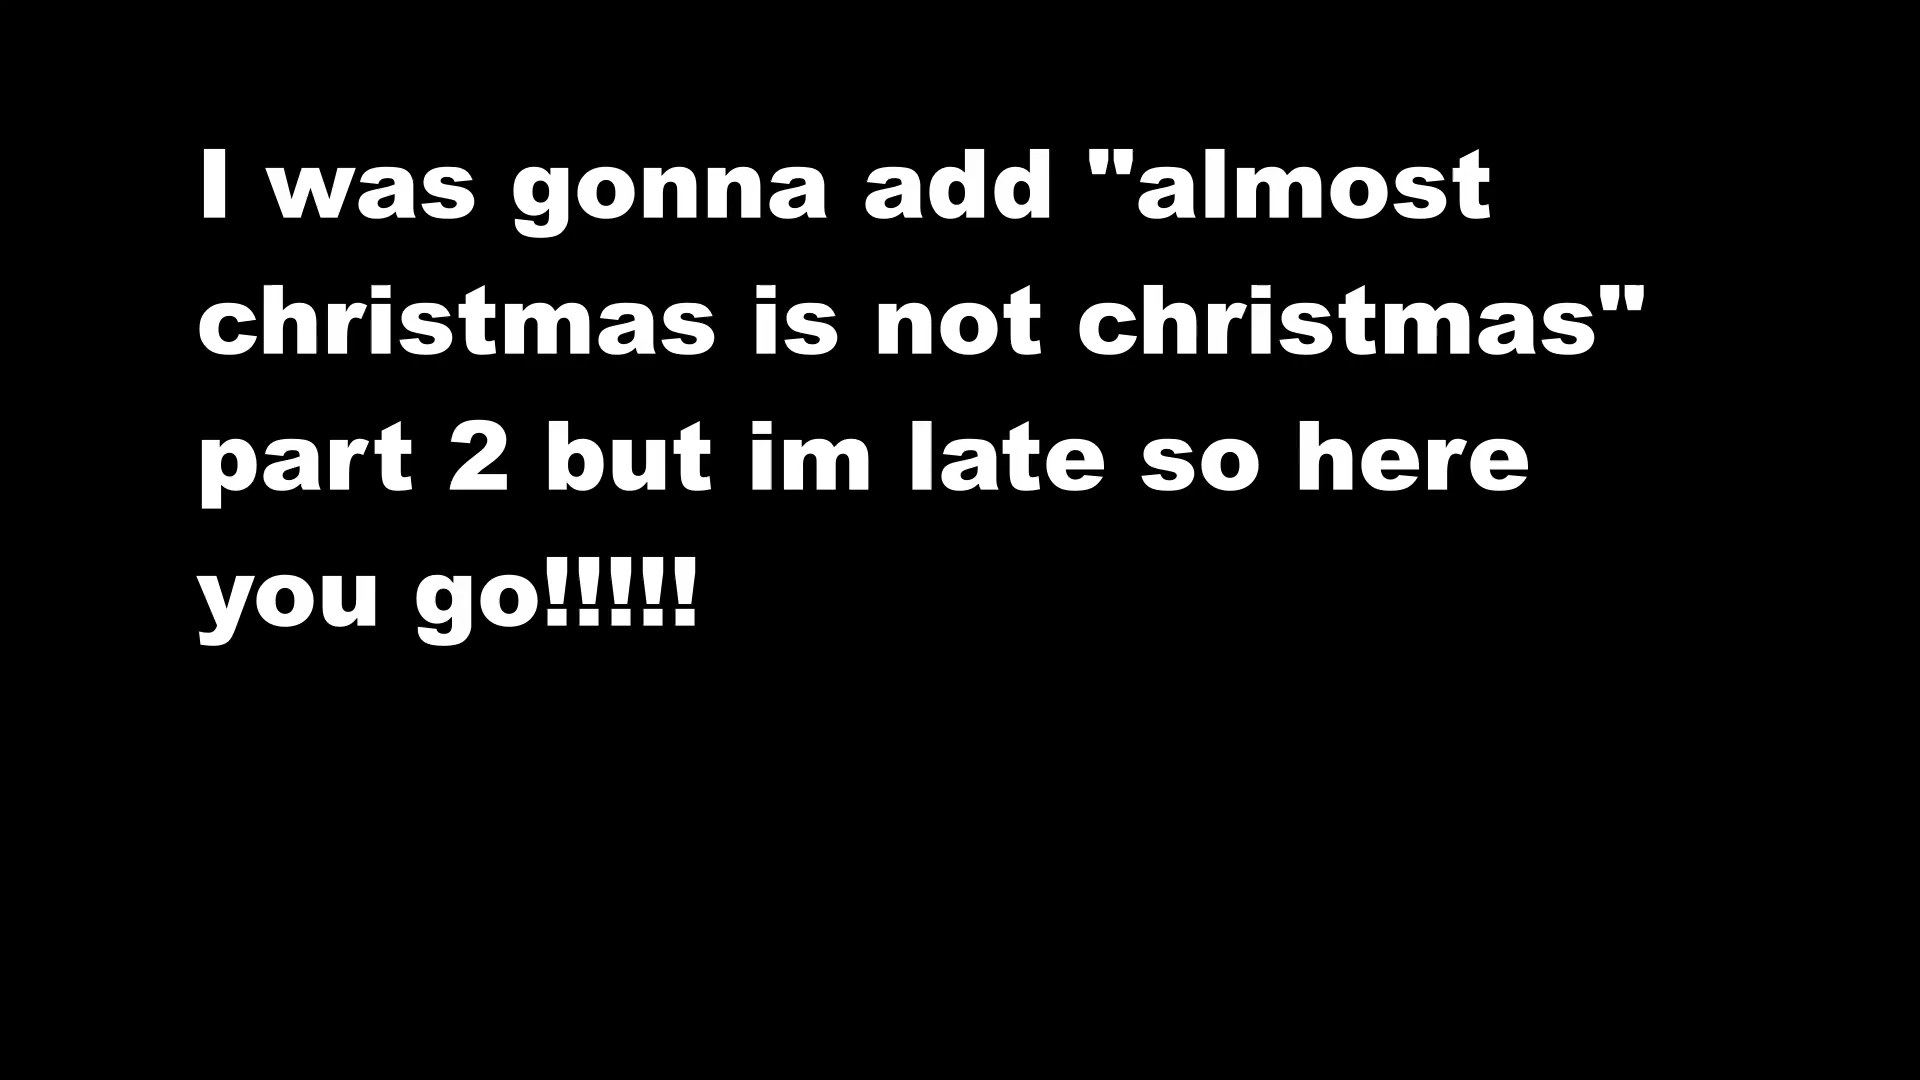 I was gonna add "almost
christmas is not christmas"
part 2 but im late so here
you go!!!!!